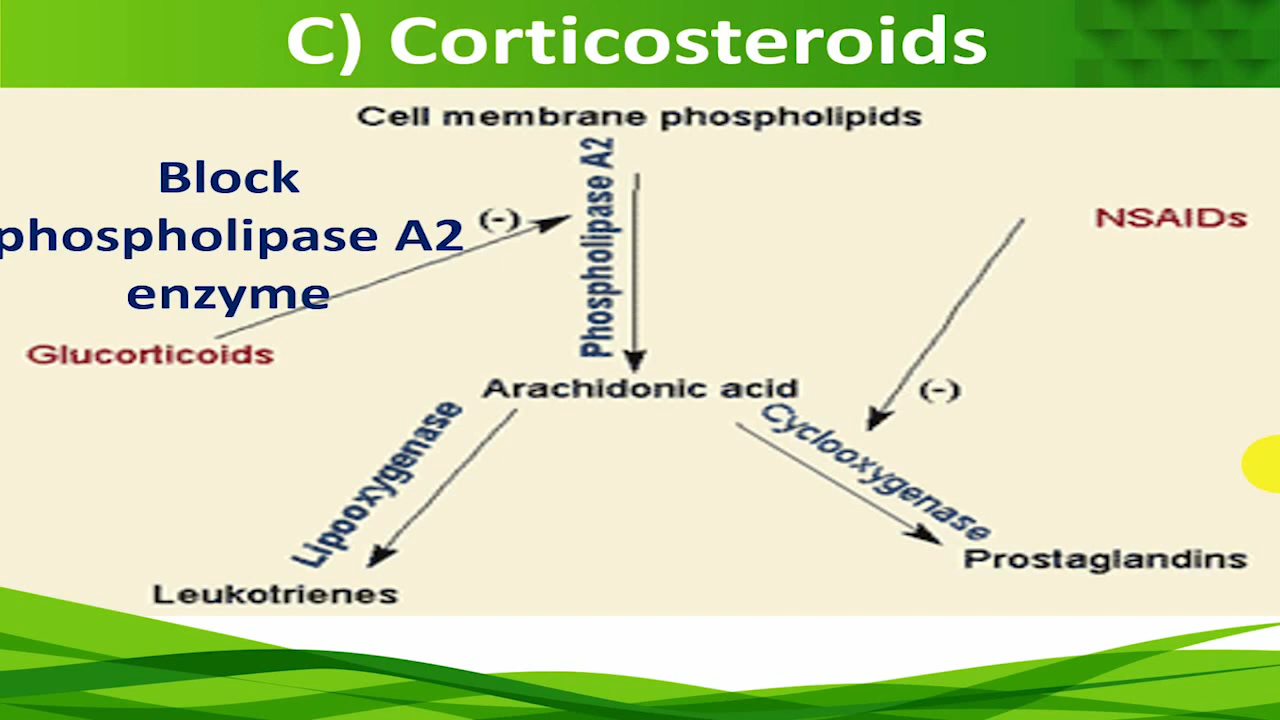 C) Corticosteroids
Cell membrane phospholipids
Block
phospholipase A2
enzyme
(-)
Phospholipase A2
NSAIDs
Glucorticoids
Arachidonic acid
(-)
Lipooxygenase
Cyclooxygenase
Prostaglandins
Leukotrienes